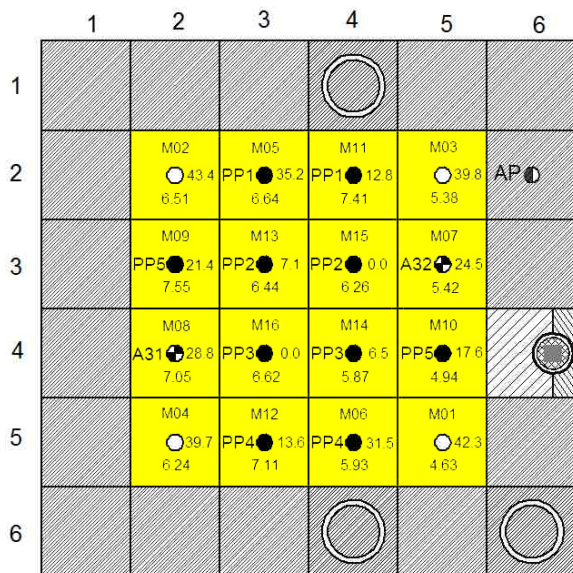 1 2 3 4 5 6
1
M02 M05 M11 M03
2 43.4 PP1 35.2 PP1 12.8 39.8 AP
6.51 6.64 7.41 5.38
M09 M13 M15 M07
3 PP5 21.4 PP2 7.1 PP2 0.0 A32 24.5
7.55 6.44 6.26 5.42
M08 M16 M14 M10
4 A31 28.8 PP3 0.0 PP3 6.5 PP5 17.6
7.05 6.62 5.87 4.94
M04 M12 M06 M01
5 39.7 PP4 13.6 PP4 31.5 42.3
6.24 7.11 5.93 4.63
6